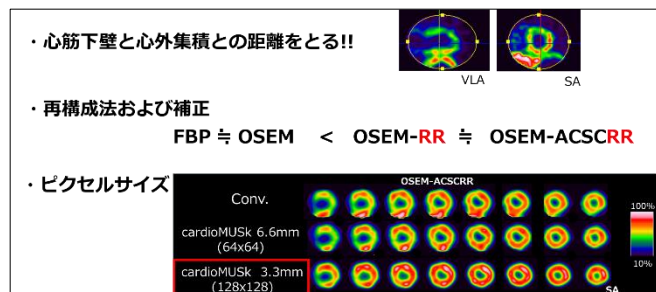 ・心筋下壁と心外集積との距離をとる!!
VLA
SA
・再構成法および補正
FBP ≒ OSEM < OSEM-RR ≒ OSEM-ACSCRR
・ピクセルサイズ
OSEM-ACSCRR
Conv.
cardioMUSk 6.6mm
(64x64)
cardioMUSk 3.3mm
(128x128)
100%
10%
SA